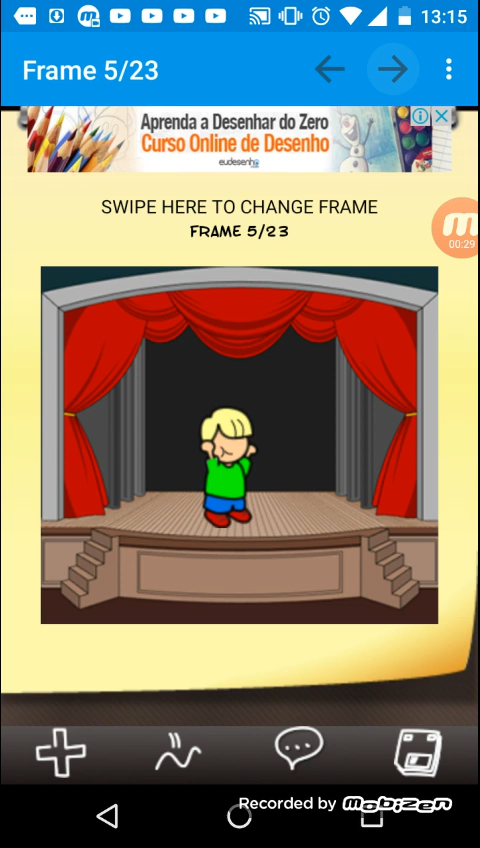 13:15
Frame 5/23
Aprenda a Desenhar do Zero
Curso Online de Desenho
eudesenho
SWIPE HERE TO CHANGE FRAME
FRAME 5/23
00:29
Recorded by Mobizen